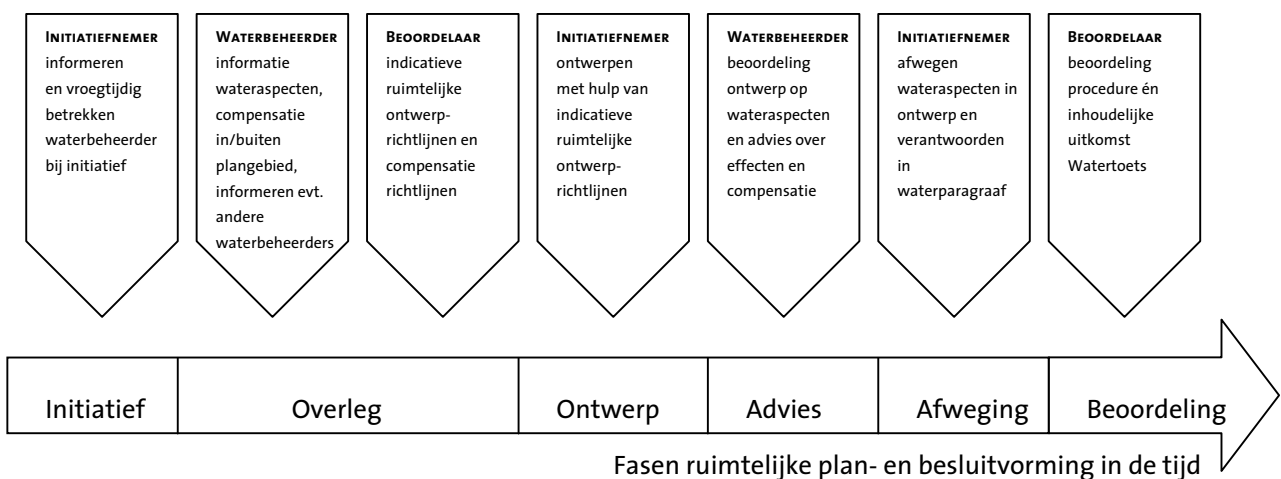 INITIATIEFNEMER
informeren
en vroegtijdig
betrekken
waterbeheerder
bij initiatief
WATERBEHEERDER
informatie
wateraspecten,
compensatie
in/buiten
plangebied,
informeren evt.
andere
waterbeheerders
BEOORDELAAR
indicatieve
ruimtelijke
ontwerp-
richtlijnen en
compensatie
richtlijnen
INITIATIEFNEMER
ontwerpen
met hulp van
indicatieve
ruimtelijke
ontwerp-
richtlijnen
WATERBEHEERDER
beoordeling
ontwerp op
wateraspecten
en advies over
effecten en
compensatie
INITIATIEFNEMER
afwegen
wateraspecten in
ontwerp en
verantwoorden
in
waterparagraaf
BEOORDELAAR
beoordeling
procedure én
inhoudelijke
uitkomst
Watertoets
Initiatief
Overleg
Ontwerp
Advies
Afweging
Beoordeling
Fasen ruimtelijke plan- en besluitvorming in de tijd